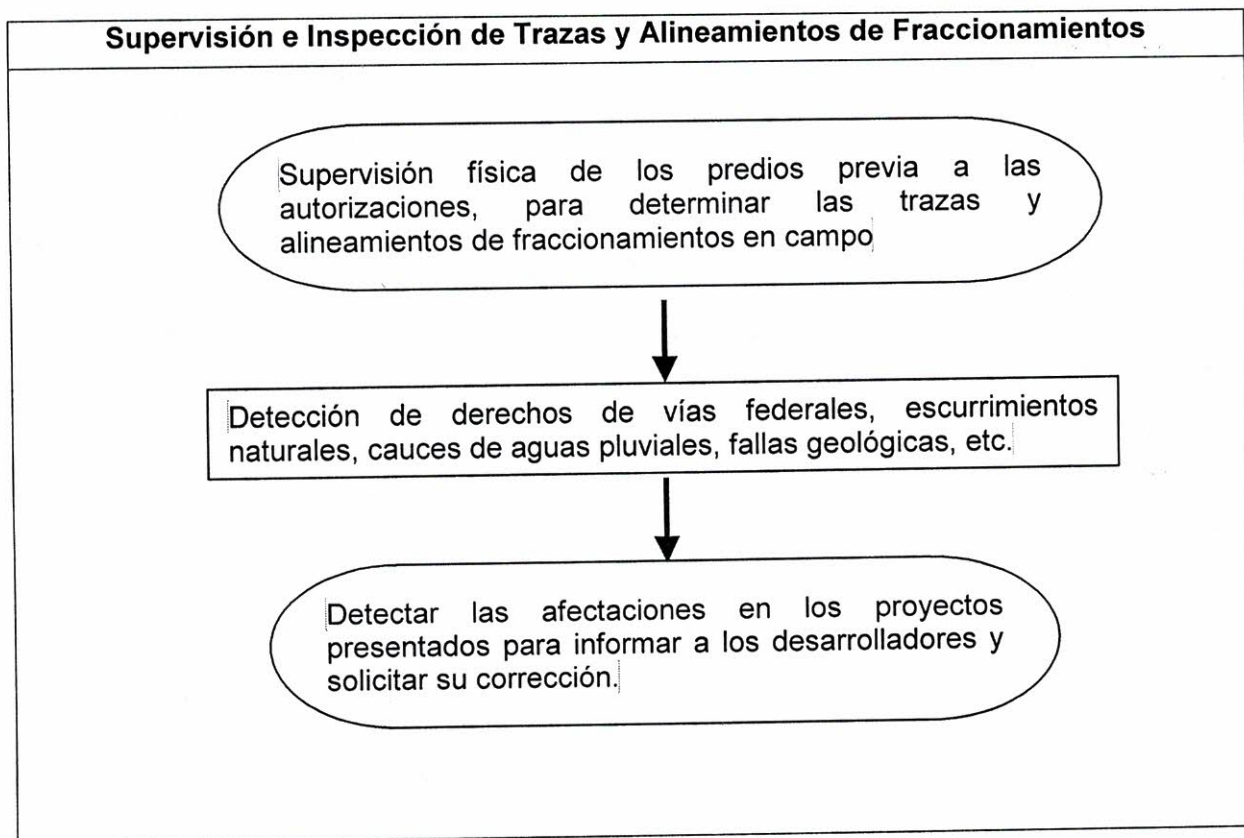 Supervisión e Inspección de Trazas y Alineamientos de Fraccionamientos
Supervisión física de los predios previa a las
autorizaciones, para determinar las trazas y
alineamientos de fraccionamientos en campo
Detección de derechos de vías federales, escurrimientos
naturales, cauces de aguas pluviales, fallas geológicas, etc.
Detectar las afectaciones en los proyectos
presentados para informar a los desarrolladores y
solicitar su corrección.